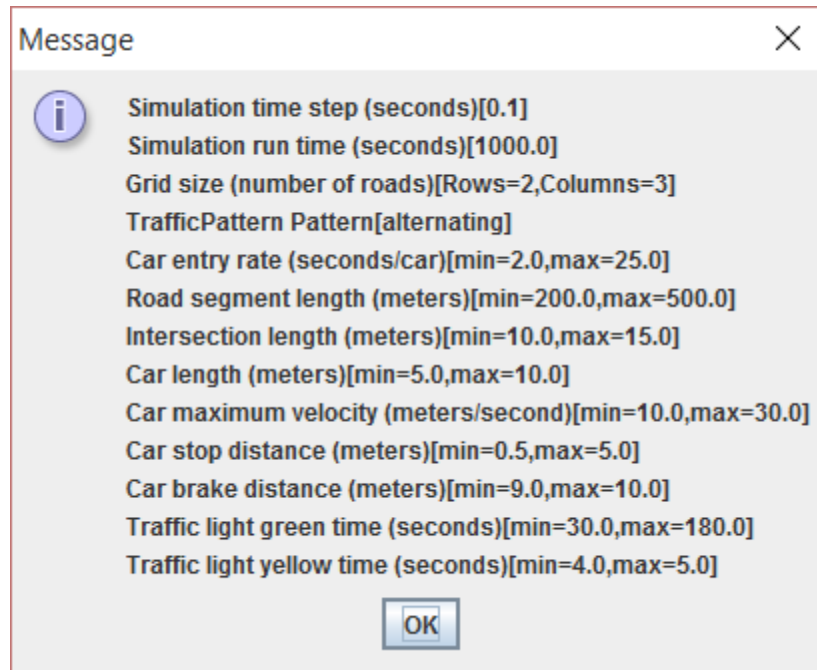 Message
Simulation time step (seconds)[0.1]
Simulation run time (seconds)[1000.0]
Grid size (number of roads)[Rows=2,Columns=3]
TrafficPattern Pattern[alternating]
Car entry rate (seconds/car)[min=2.0,max=25.0]
Road segment length (meters)[min=200.0,max=500.0]
Intersection length (meters)[min=10.0,max=15.0]
Car length (meters)[min=5.0,max=10.0]
Car maximum velocity (meters/second)[min=10.0,max=30.0]
Car stop distance (meters)[min=0.5,max=5.0]
Car brake distance (meters)[min=9.0,max=10.0]
Traffic light green time (seconds)[min=30.0,max=180.0]
Traffic light yellow time (seconds)[min=4.0,max=5.0]
OK